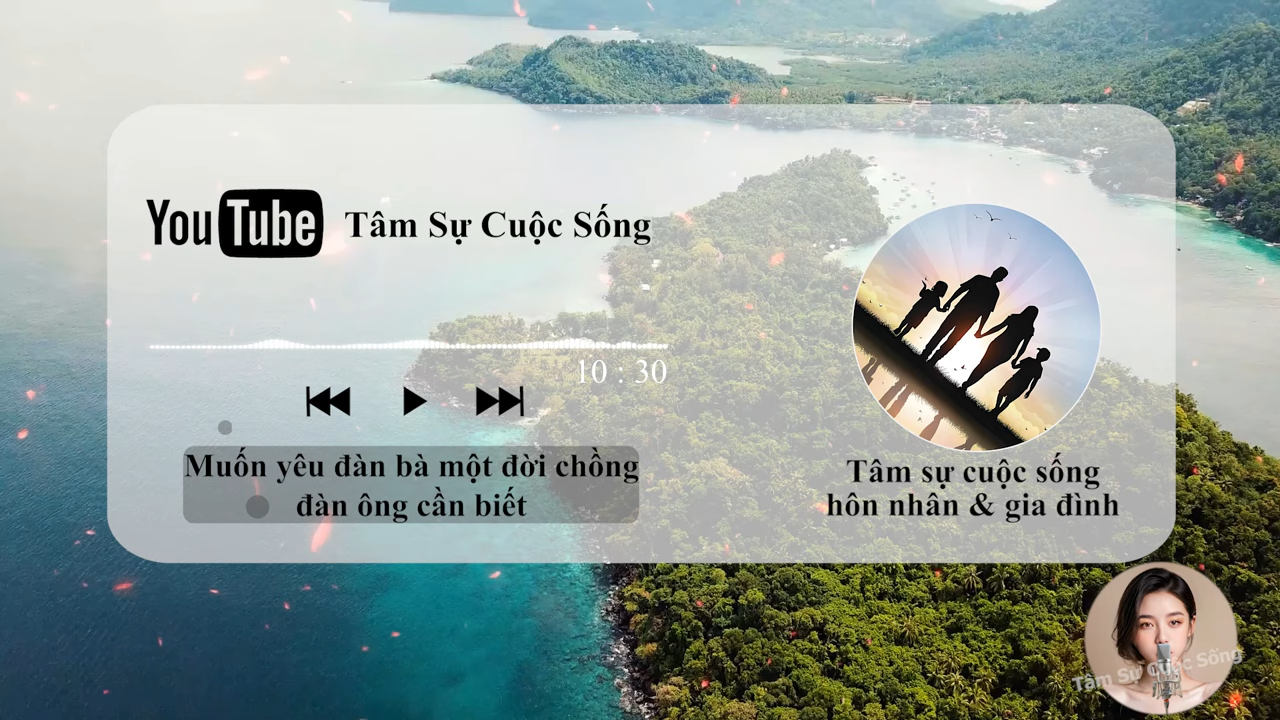 YouTube Tâm Sự Cuộc Sống
10 : 30
Muốn yêu đàn bà một đời chồng
đàn ông cần biết
Tâm sự cuộc sống
hôn nhân & gia đình
Tâm Sự Cuộc Sống